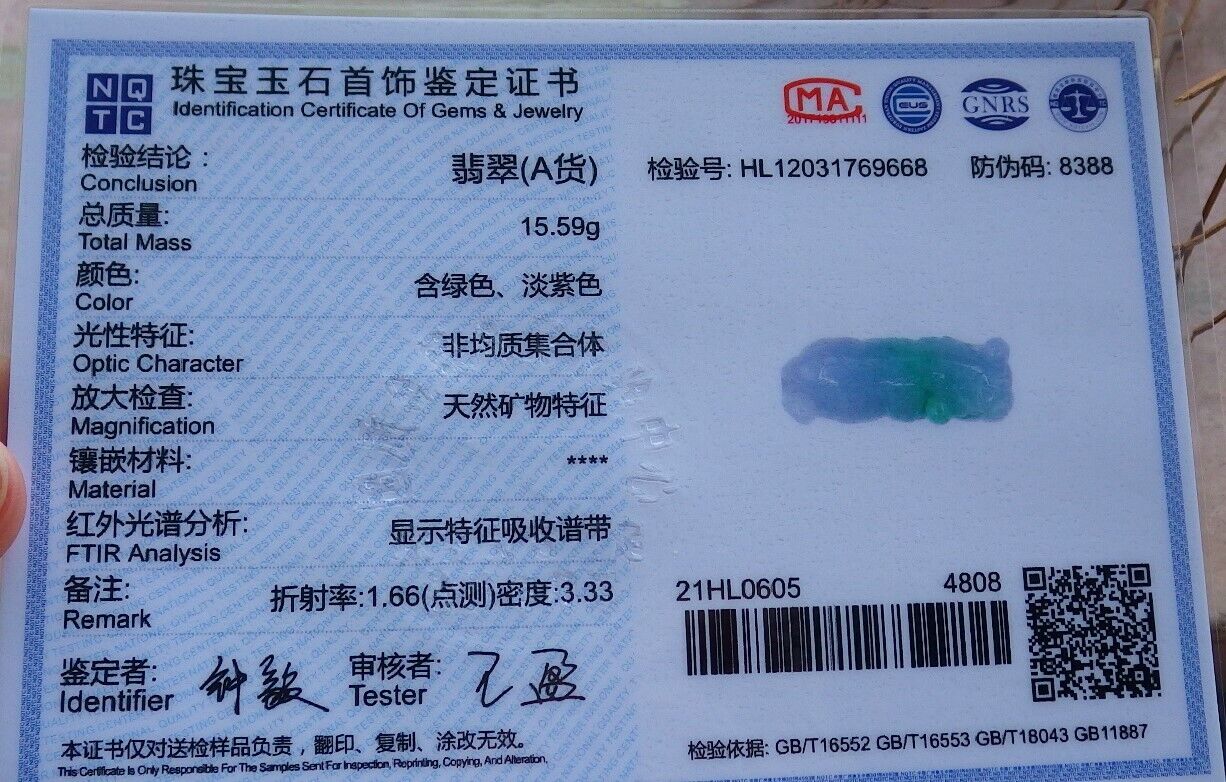 NQ
TC
珠宝玉石首饰鉴定证书
Identification Certificate Of Gems & Jewelry
MA
EUS
GNRS
检验结论：
Conclusion
翡翠(A货)
检验号: HL12031769668
防伪码: 8388
总质量:
Total Mass
15.59g
颜色:
Color
含绿色、淡紫色
光性特征:
Optic Character
非均质集合体
放大检查:
Magnification
天然矿物特征
镶嵌材料:
Material
****
红外光谱分析:
FTIR Analysis
显示特征吸收谱带
备注:
Remark
折射率:1.66(点测)密度:3.33
21HL0605
4808
鉴定者:
Identifier
审核者:
Tester
本证书仅对送检样品负责，翻印、复制、涂改无效。
This Certificate Is Only Responsible For The Samples Sent For Inspection, Reprinting, Copying, And Alteration.
检验依据: GB/T16552 GB/T16553 GB/T18043 GB11887